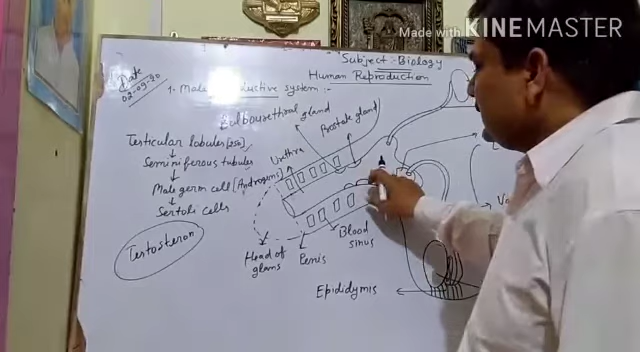 Made with KINEMASTER
Subject: Biology
Human Reproduction
Date
02-09-20
1. Male ductive system :-
Bulbourethral gland
Prostate gland
Urethra
Testicular lobules [250]
Seminiferous tubules
Male germ cell [Androgens]
Sertoli cells
Testosteron
Head of
glans
Penis
Blood
sinus
Epididymis